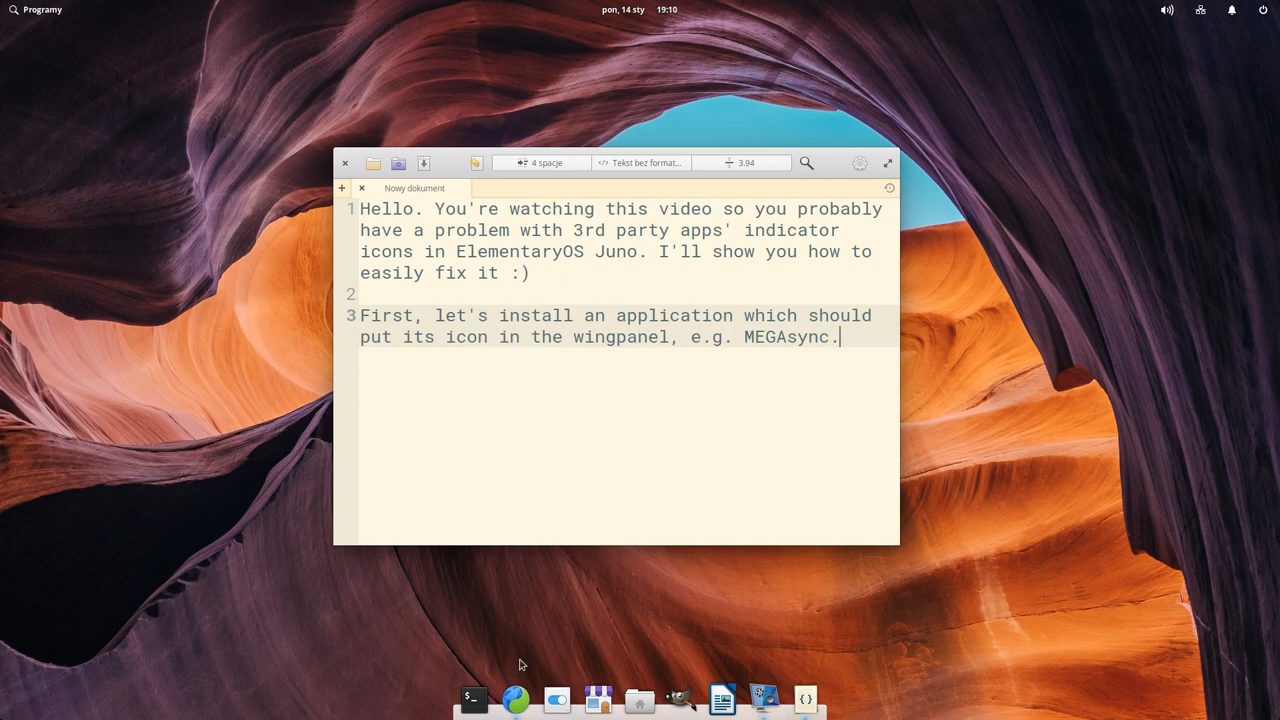 Programy
pon, 14 sty 19:10
4 spacje
</> Tekst bez format...
3.94
Nowy dokument
1 Hello. You're watching this video so you probably
have a problem with 3rd party apps' indicator
icons in ElementaryOS Juno. I'll show you how to
easily fix it :)
2
3 First, let's install an application which should
put its icon in the wingpanel, e.g. MEGAsync.
$_
{}